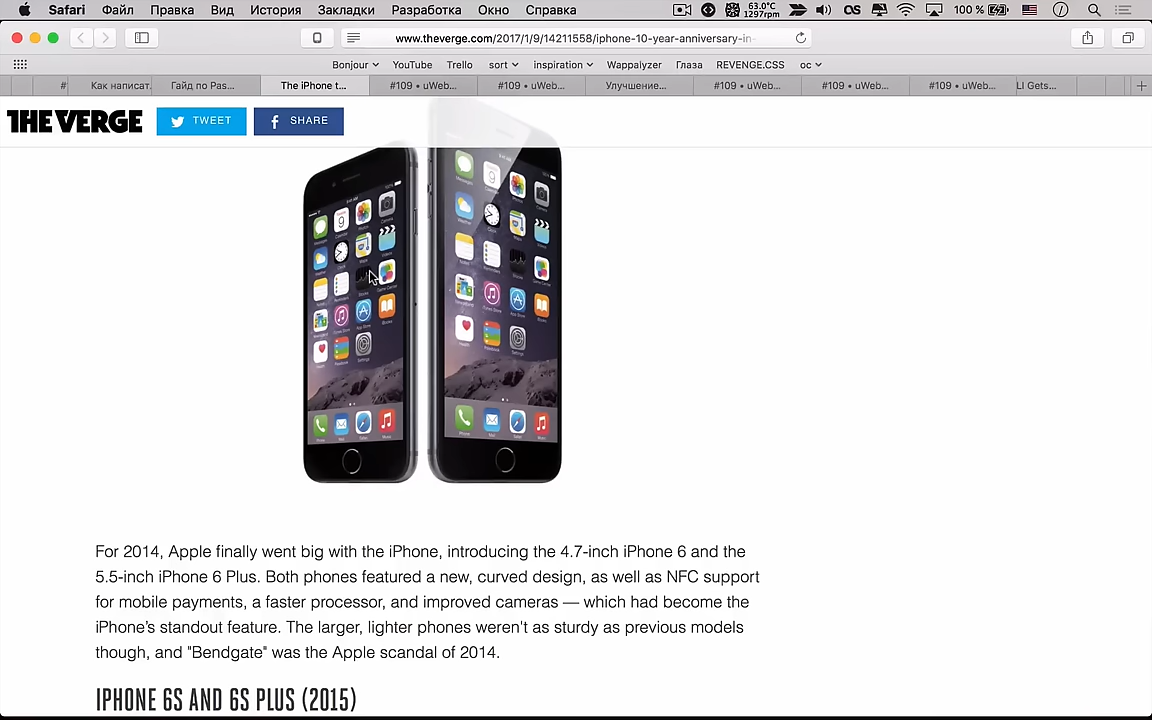 Safari Файл Правка Вид История Закладки Разработка Окно Справка 63.0°C 1297rpm 100 %
www.theverge.com/2017/1/9/14211558/iphone-10-year-anniversary-in-
Bonjour YouTube Trello sort inspiration Wappalyzer Глаза REVENGE.CSS ос
# Как написат. Гайд по Pas... The iPhone t... #109 • uWeb... #109 • uWeb... Улучшение... #109 • uWeb... #109 • uWeb... #109 • uWeb... LI Gets...
THE VERGE TWEET SHARE
For 2014, Apple finally went big with the iPhone, introducing the 4.7-inch iPhone 6 and the
5.5-inch iPhone 6 Plus. Both phones featured a new, curved design, as well as NFC support
for mobile payments, a faster processor, and improved cameras — which had become the
iPhone's standout feature. The larger, lighter phones weren't as sturdy as previous models
though, and "Bendgate" was the Apple scandal of 2014.
IPHONE 6S AND 6S PLUS (2015)